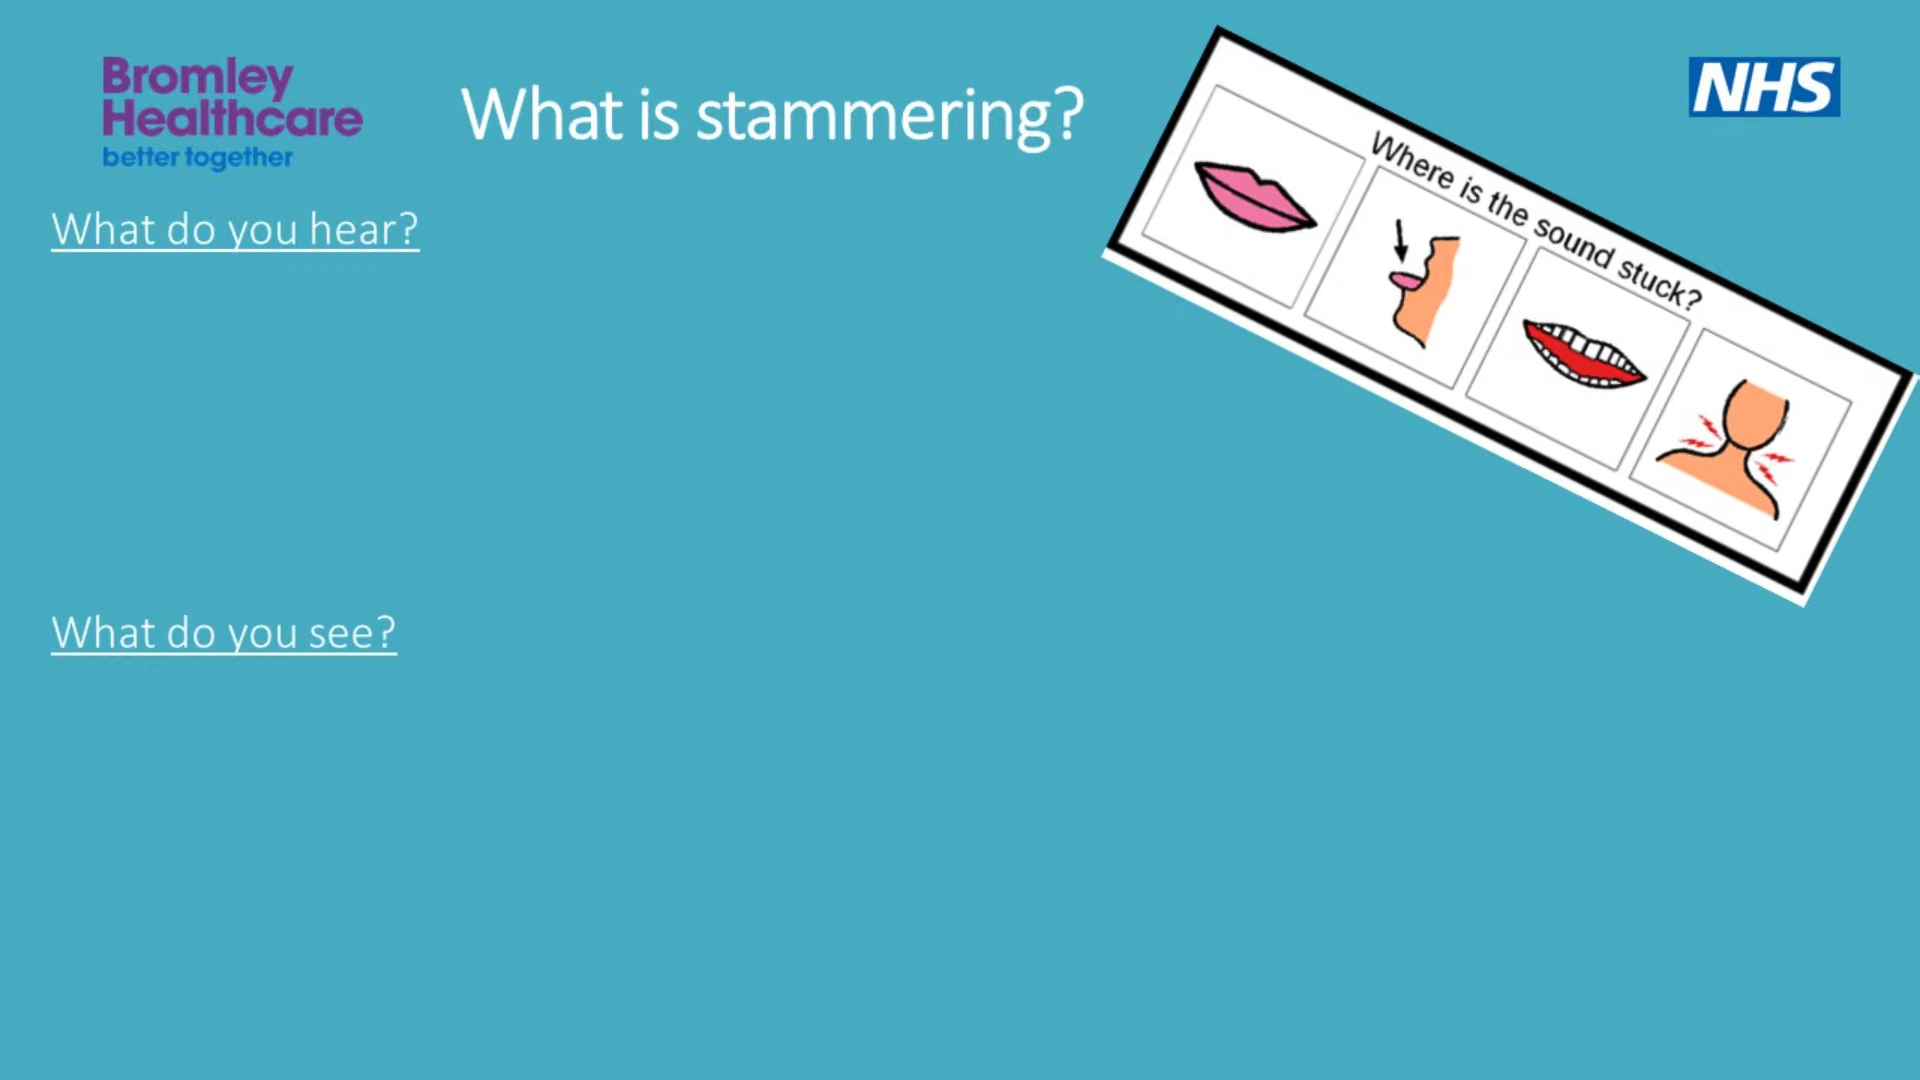 Bromley
Healthcare
better together
What is stammering?
NHS
Where is the sound stuck?
What do you hear?
What do you see?